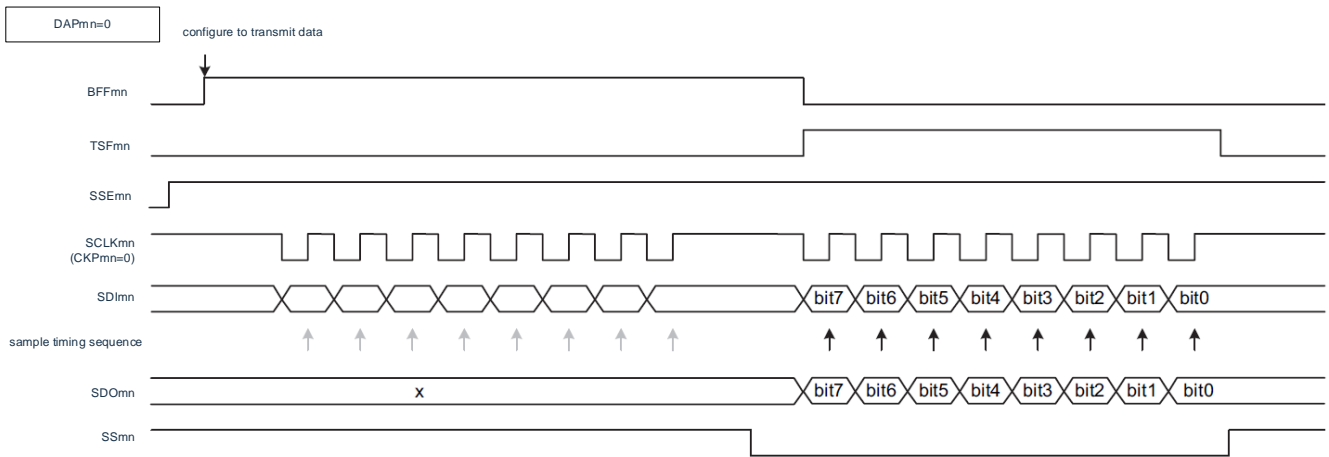 DAPmn=0
configure to transmit data
BFFmn
TSFmn
SSEmn
SCLKmn
(CKPmn=0)
SDImn
bit7 bit6 bit5 bit4 bit3 bit2 bit1 bit0
sample timing sequence
SDOmn
x
bit7 bit6 bit5 bit4 bit3 bit2 bit1 bit0
SSmn